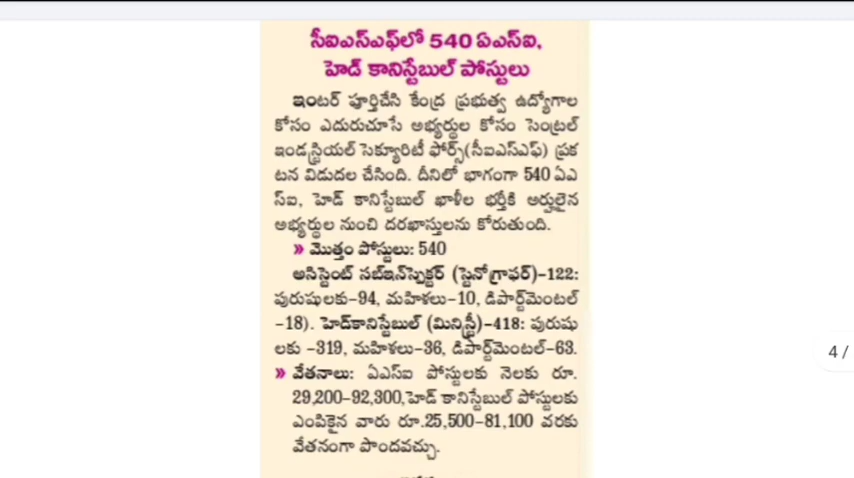 సీఐఎస్ఎఫ్‌లో 540 ఏఎస్ఐ,
హెడ్ కానిస్టేబుల్ పోస్టులు
ఇంటర్ పూర్తిచేసి కేంద్ర ప్రభుత్వ ఉద్యోగాల
కోసం ఎదురుచూసే అభ్యర్థుల కోసం సెంట్రల్
ఇండస్ట్రియల్ సెక్యూరిటీ ఫోర్స్(సీఐఎస్ఎఫ్) ప్రక
టన విడుదల చేసింది. దీనిలో భాగంగా 540 ఏఎ
స్ఐ, హెడ్ కానిస్టేబుల్ ఖాళీల భర్తీకి అర్హులైన
అభ్యర్థుల నుంచి దరఖాస్తులను కోరుతుంది.
» మొత్తం పోస్టులు: 540
అసిస్టెంట్ సబ్ఇన్‌స్పెక్టర్ (స్టెనోగ్రాఫర్)-122:
పురుషులకు-94, మహిళలు-10, డిపార్ట్‌మెంటల్
-18). హెడ్‌కానిస్టేబుల్ (మినిస్ట్రీ)-418: పురుషు
లకు -319, మహిళలు-36, డిపార్ట్‌మెంటల్-63.
» వేతనాలు: ఏఎస్ఐ పోస్టులకు నెలకు రూ.
29,200-92,300,హెడ్ కానిస్టేబుల్ పోస్టులకు
ఎంపికైన వారు రూ.25,500-81,100 వరకు
వేతనంగా పొందవచ్చు.
4 /